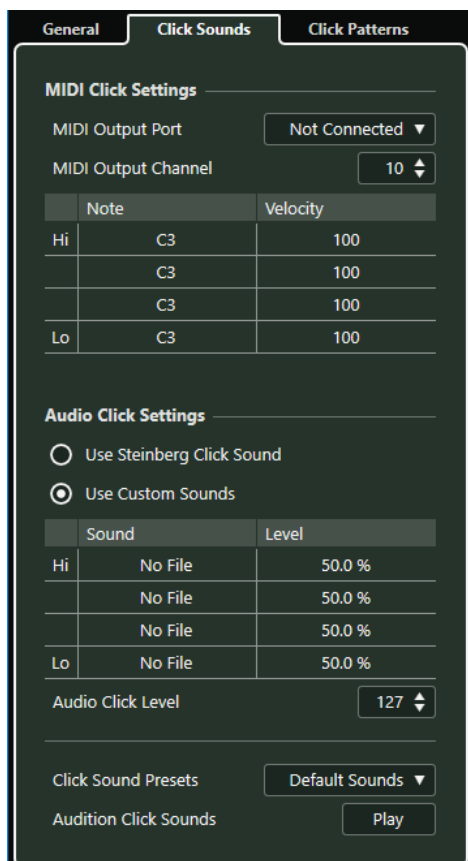 General Click Sounds Click Patterns
MIDI Click Settings
MIDI Output Port Not Connected
MIDI Output Channel 10
Note Velocity
Hi C3 100
C3 100
C3 100
Lo C3 100
Audio Click Settings
Use Steinberg Click Sound
Use Custom Sounds
Sound Level
Hi No File 50.0 %
No File 50.0 %
No File 50.0 %
Lo No File 50.0 %
Audio Click Level 127
Click Sound Presets Default Sounds
Audition Click Sounds Play